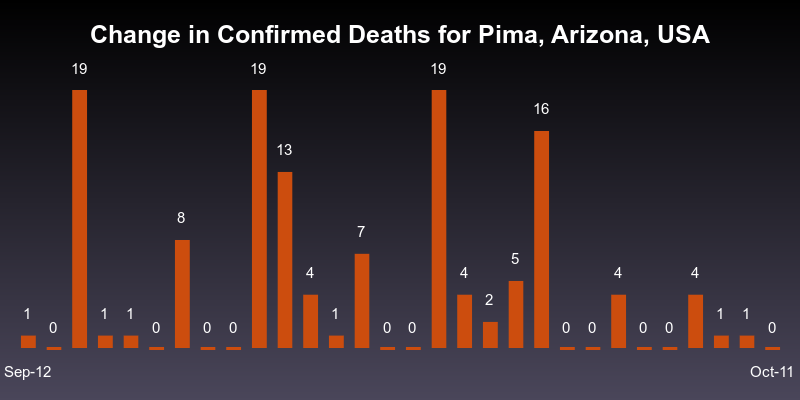 Change in Confirmed Deaths for Pima, Arizona, USA
1 0 19 1 1 0 8 0 0 19 13 4 1 7 0 0 19 4 2 5 16 0 0 4 0 0 4 1 1 0
Sep-12 Oct-11